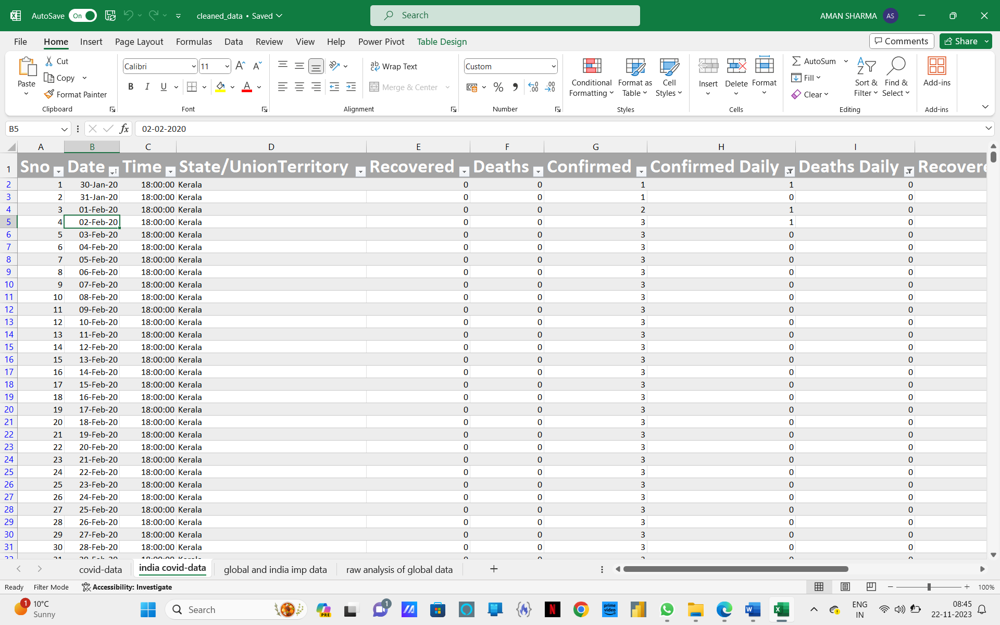 AutoSave On cleaned_data • Saved Search AMAN SHARMA AS
File Home Insert Page Layout Formulas Data Review View Help Power Pivot Table Design Comments Share
Paste Cut Copy Format Painter Clipboard
Calibri 11 B I U A Font
Wrap Text Merge & Center Alignment
Custom % Number
Conditional Formatting Format as Table Cell Styles Styles
Insert Delete Format Cells
AutoSum Fill Clear Sort & Filter Find & Select Editing
Add-ins Add-ins
B5 fx 02-02-2020
A B C D E F G H I
1 Sno Date Time State/UnionTerritory Recovered Deaths Confirmed Confirmed Daily Deaths Daily
2 1 30-Jan-20 18:00:00 Kerala 0 0 1 1 0
3 2 31-Jan-20 18:00:00 Kerala 0 0 1 0 0
4 3 01-Feb-20 18:00:00 Kerala 0 0 2 1 0
5 4 02-Feb-20 18:00:00 Kerala 0 0 3 1 0
6 5 03-Feb-20 18:00:00 Kerala 0 0 3 0 0
7 6 04-Feb-20 18:00:00 Kerala 0 0 3 0 0
8 7 05-Feb-20 18:00:00 Kerala 0 0 3 0 0
9 8 06-Feb-20 18:00:00 Kerala 0 0 3 0 0
10 9 07-Feb-20 18:00:00 Kerala 0 0 3 0 0
11 10 08-Feb-20 18:00:00 Kerala 0 0 3 0 0
12 11 09-Feb-20 18:00:00 Kerala 0 0 3 0 0
13 12 10-Feb-20 18:00:00 Kerala 0 0 3 0 0
14 13 11-Feb-20 18:00:00 Kerala 0 0 3 0 0
15 14 12-Feb-20 18:00:00 Kerala 0 0 3 0 0
16 15 13-Feb-20 18:00:00 Kerala 0 0 3 0 0
17 16 14-Feb-20 18:00:00 Kerala 0 0 3 0 0
18 17 15-Feb-20 18:00:00 Kerala 0 0 3 0 0
19 18 16-Feb-20 18:00:00 Kerala 0 0 3 0 0
20 19 17-Feb-20 18:00:00 Kerala 0 0 3 0 0
21 20 18-Feb-20 18:00:00 Kerala 0 0 3 0 0
22 21 19-Feb-20 18:00:00 Kerala 0 0 3 0 0
23 22 20-Feb-20 18:00:00 Kerala 0 0 3 0 0
24 23 21-Feb-20 18:00:00 Kerala 0 0 3 0 0
25 24 22-Feb-20 18:00:00 Kerala 0 0 3 0 0
26 25 23-Feb-20 18:00:00 Kerala 0 0 3 0 0
27 26 24-Feb-20 18:00:00 Kerala 0 0 3 0 0
28 27 25-Feb-20 18:00:00 Kerala 0 0 3 0 0
29 28 26-Feb-20 18:00:00 Kerala 0 0 3 0 0
30 29 27-Feb-20 18:00:00 Kerala 0 0 3 0 0
31 30 28-Feb-20 18:00:00 Kerala 0 0 3 0 0
covid-data india covid-data global and india imp data raw analysis of global data
Ready Filter Mode Accessibility: Investigate 100%
1 10°C Sunny Search PRE 1 prime video ENG IN 08:45 22-11-2023